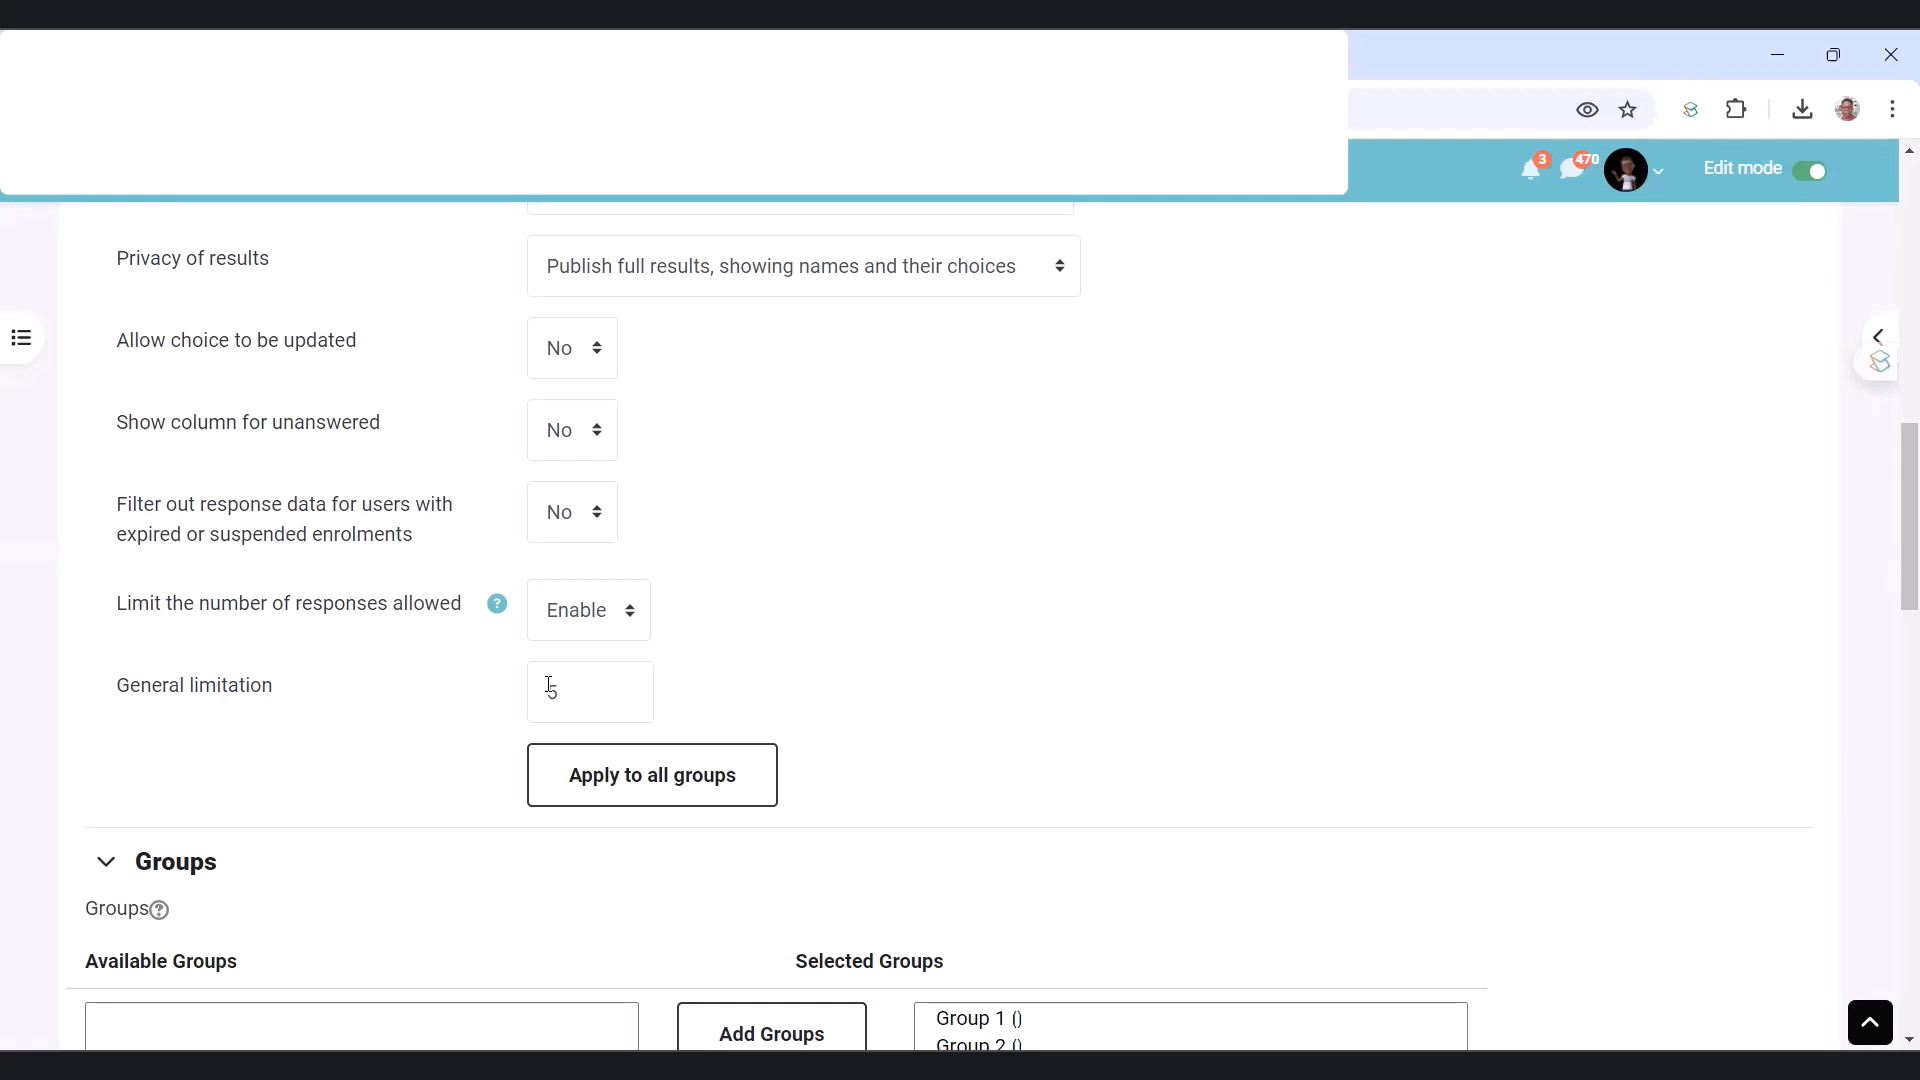 3
470
Edit mode
Privacy of results
Publish full results, showing names and their choices
Allow choice to be updated
No
Show column for unanswered
No
Filter out response data for users with
expired or suspended enrolments
No
Limit the number of responses allowed
?
Enable
General limitation
5
Apply to all groups
Groups
Groups?
Available Groups
Selected Groups
Add Groups
Group 1 ()
Group 2 ()